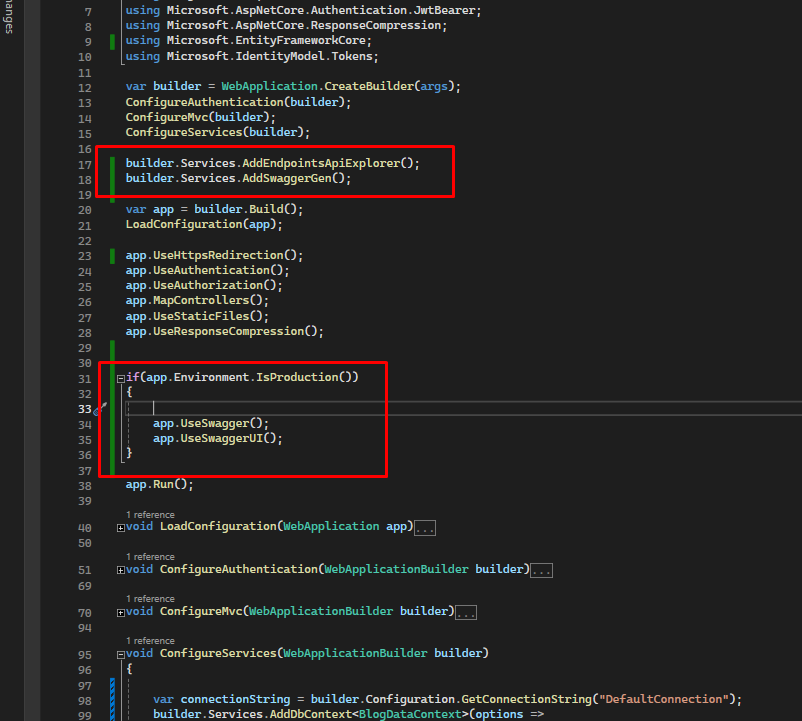 anges
7 using Microsoft.AspNetCore.Authentication.JwtBearer;
8 using Microsoft.AspNetCore.ResponseCompression;
9 using Microsoft.EntityFrameworkCore;
10 using Microsoft.IdentityModel.Tokens;
11
12 var builder = WebApplication.CreateBuilder(args);
13 ConfigureAuthentication(builder);
14 ConfigureMvc(builder);
15 ConfigureServices(builder);
16
17 builder.Services.AddEndpointsApiExplorer();
18 builder.Services.AddSwaggerGen();
19
20 var app = builder.Build();
21 LoadConfiguration(app);
22
23 app.UseHttpsRedirection();
24 app.UseAuthentication();
25 app.UseAuthorization();
26 app.MapControllers();
27 app.UseStaticFiles();
28 app.UseResponseCompression();
29
30
31 if(app.Environment.IsProduction())
32 {
33
34 app.UseSwagger();
35 app.UseSwaggerUI();
36 }
37
38 app.Run();
39
1 reference
40 void LoadConfiguration(WebApplication app)...
50
1 reference
51 void ConfigureAuthentication(WebApplicationBuilder builder)...
69
1 reference
70 void ConfigureMvc(WebApplicationBuilder builder)...
94
1 reference
95 void ConfigureServices(WebApplicationBuilder builder)
96 {
97
98 var connectionString = builder.Configuration.GetConnectionString("DefaultConnection");
99 builder.Services.AddDbContext<BlogDataContext>(options =>